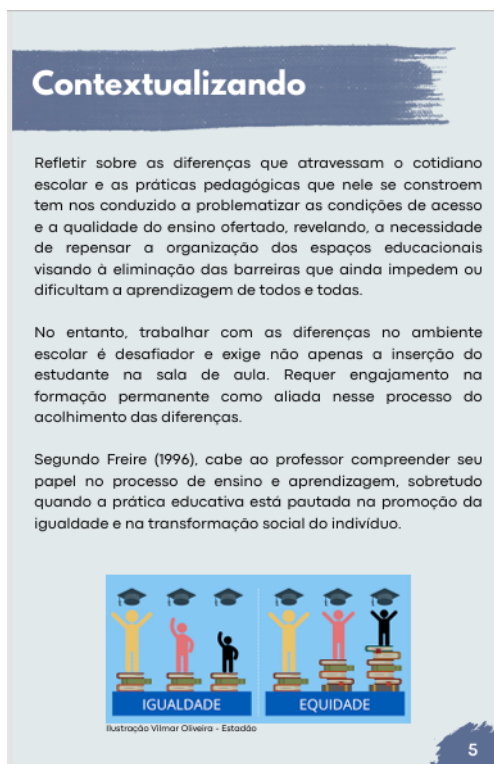 Contextualizando
Refletir sobre as diferenças que atravessam o cotidiano
escolar e as práticas pedagógicas que nele se constroem
tem nos conduzido a problematizar as condições de acesso
e a qualidade do ensino ofertado, revelando, a necessidade
de repensar a organização dos espaços educacionais
visando à eliminação das barreiras que ainda impedem ou
dificultam a aprendizagem de todos e todas.
No entanto, trabalhar com as diferenças no ambiente
escolar é desafiador e exige não apenas a inserção do
estudante na sala de aula. Requer engajamento na
formação permanente como aliada nesse processo do
acolhimento das diferenças.
Segundo Freire (1996), cabe ao professor compreender seu
papel no processo de ensino e aprendizagem, sobretudo
quando a prática educativa está pautada na promoção da
igualdade e na transformação social do indivíduo.
IGUALDADE
EQUIDADE
Ilustração Vilmar Oliveira - Estadão
5